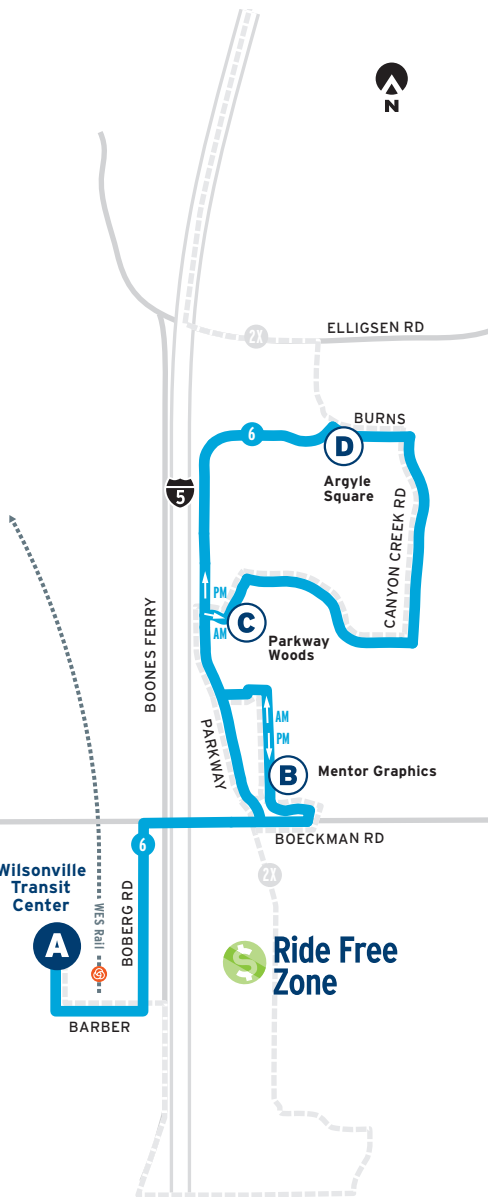 N
ELLIGSEN RD
2X
BURNS
6
D
Argyle
Square
5
CANYON CREEK RD
PM
C
AM
Parkway
Woods
BOONES FERRY
PARKWAY
AM
PM
B
Mentor Graphics
BOECKMAN RD
6
2X
Wilsonville
Transit
Center
A
WES Rail
BOBERG RD
S
Ride Free
Zone
BARBER